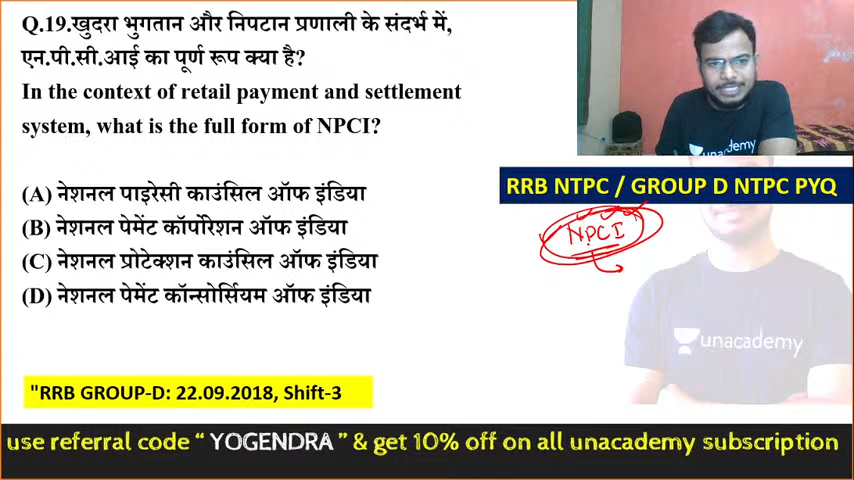 Q.19.खुदरा भुगतान और निपटान प्रणाली के संदर्भ में,
एन.पी.सी.आई का पूर्ण रूप क्या है?
In the context of retail payment and settlement
system, what is the full form of NPCI?
(A) नेशनल पाइरेसी काउंसिल ऑफ इंडिया
(B) नेशनल पेमेंट कॉर्पोरेशन ऑफ इंडिया
(C) नेशनल प्रोटेक्शन काउंसिल ऑफ इंडिया
(D) नेशनल पेमेंट कॉन्सोर्सियम ऑफ इंडिया
"RRB GROUP-D: 22.09.2018, Shift-3
unacademy
RRB NTPC / GROUP D NTPC PYQ
NPCI
unacademy
use referral code “ YOGENDRA ” & get 10% off on all unacademy subscription